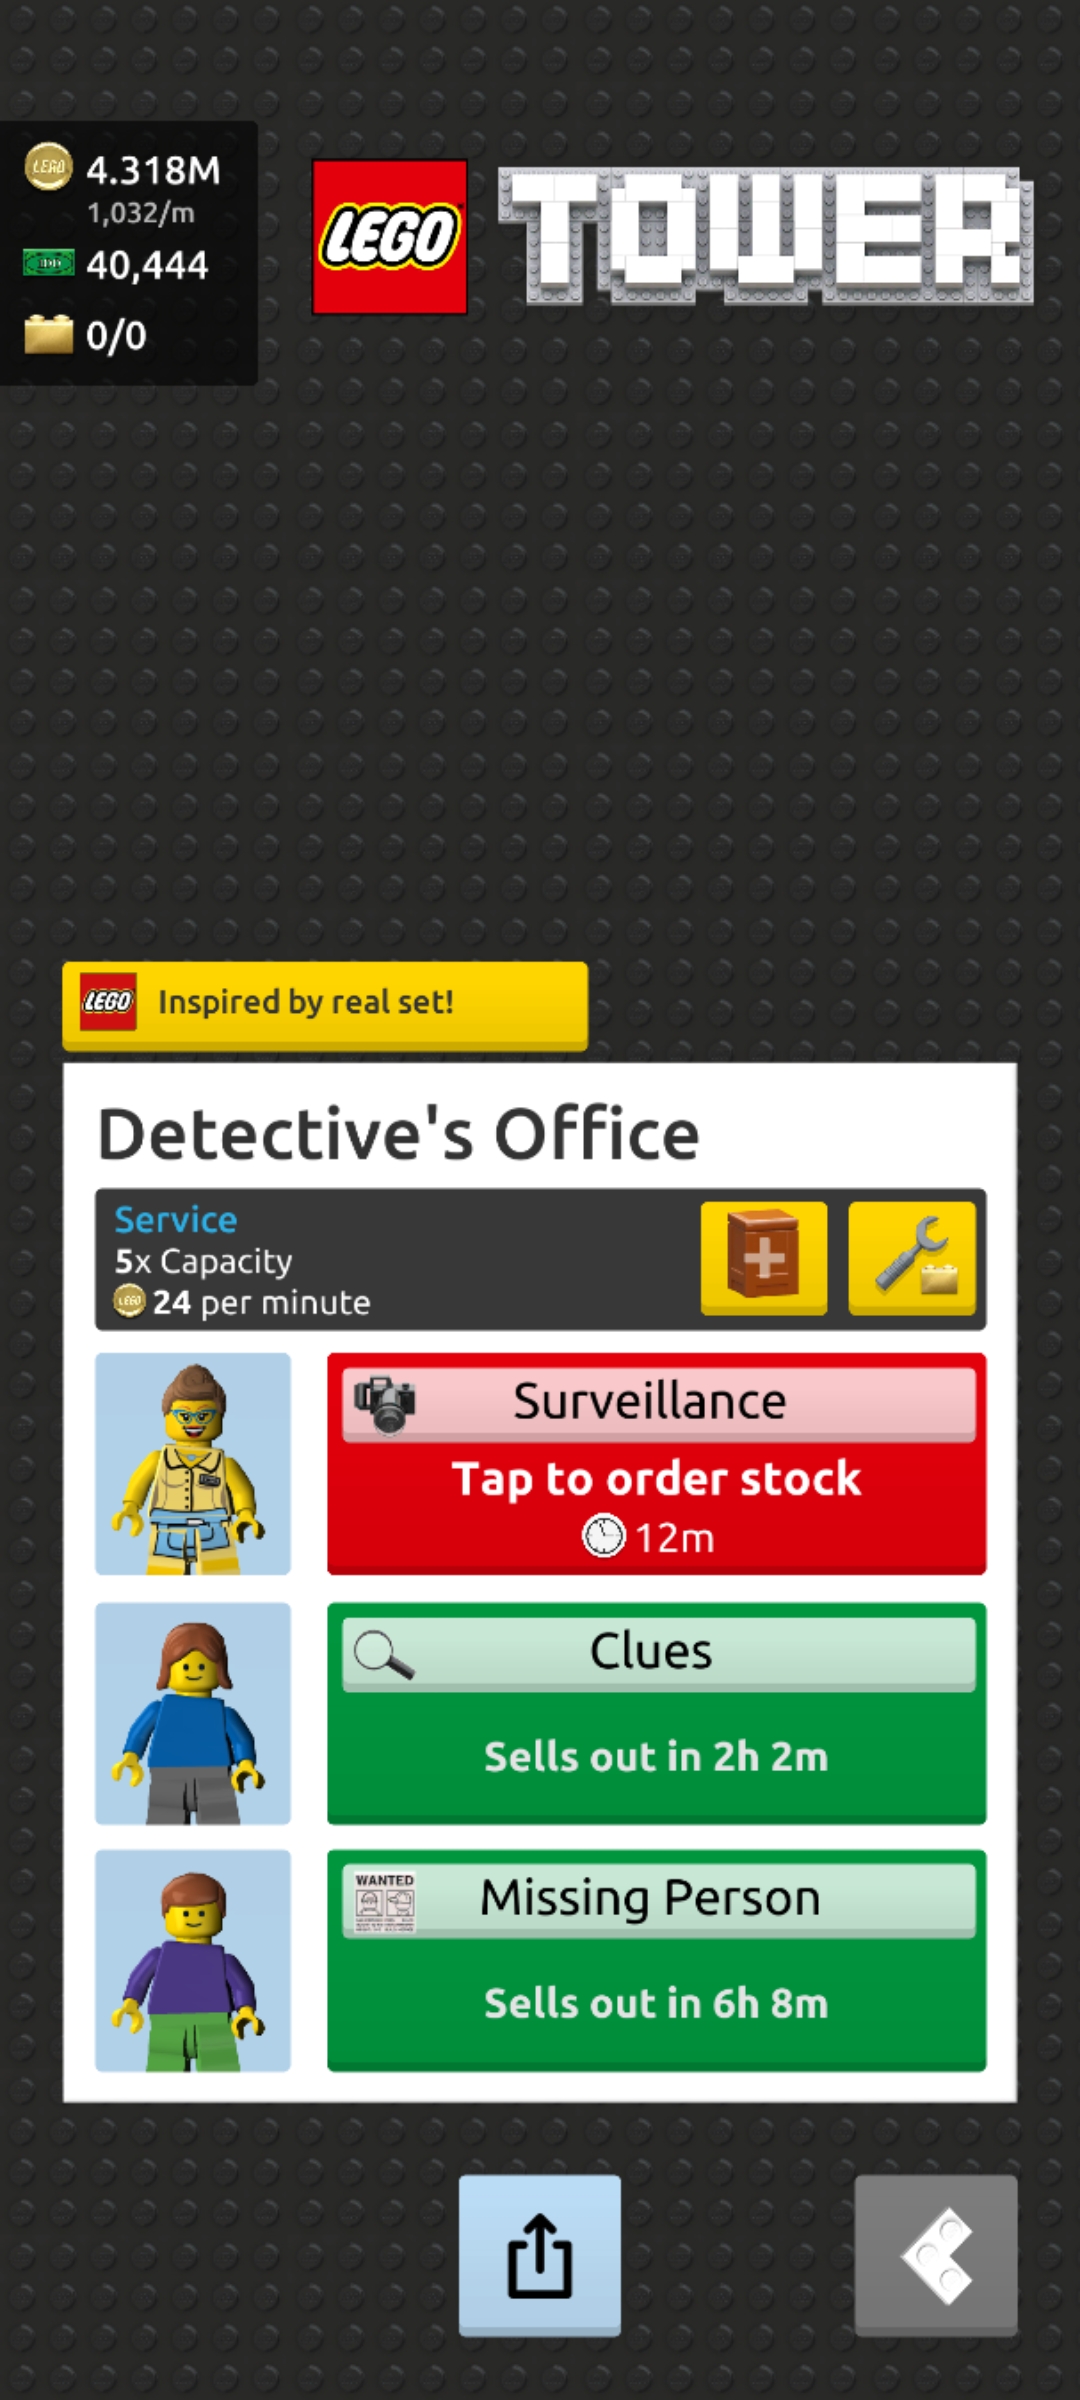 4.318M
1,032/m
40,444
0/0
LEGO TOWER
LEGO Inspired by real set!
Detective's Office
Service
5x Capacity
24 per minute
Surveillance
Tap to order stock
12m
Clues
Sells out in 2h 2m
WANTED
Missing Person
Sells out in 6h 8m